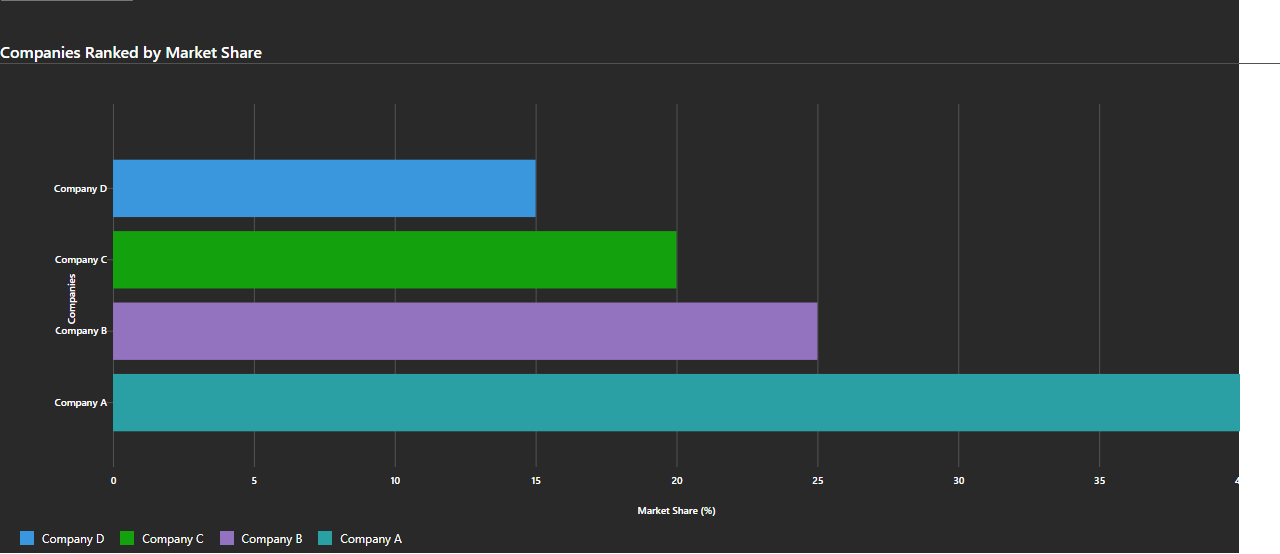 Companies Ranked by Market Share
Company D
Company C
Companies
Company B
Company A
0 5 10 15 20 25 30 35
Market Share (%)
Company D Company C Company B Company A